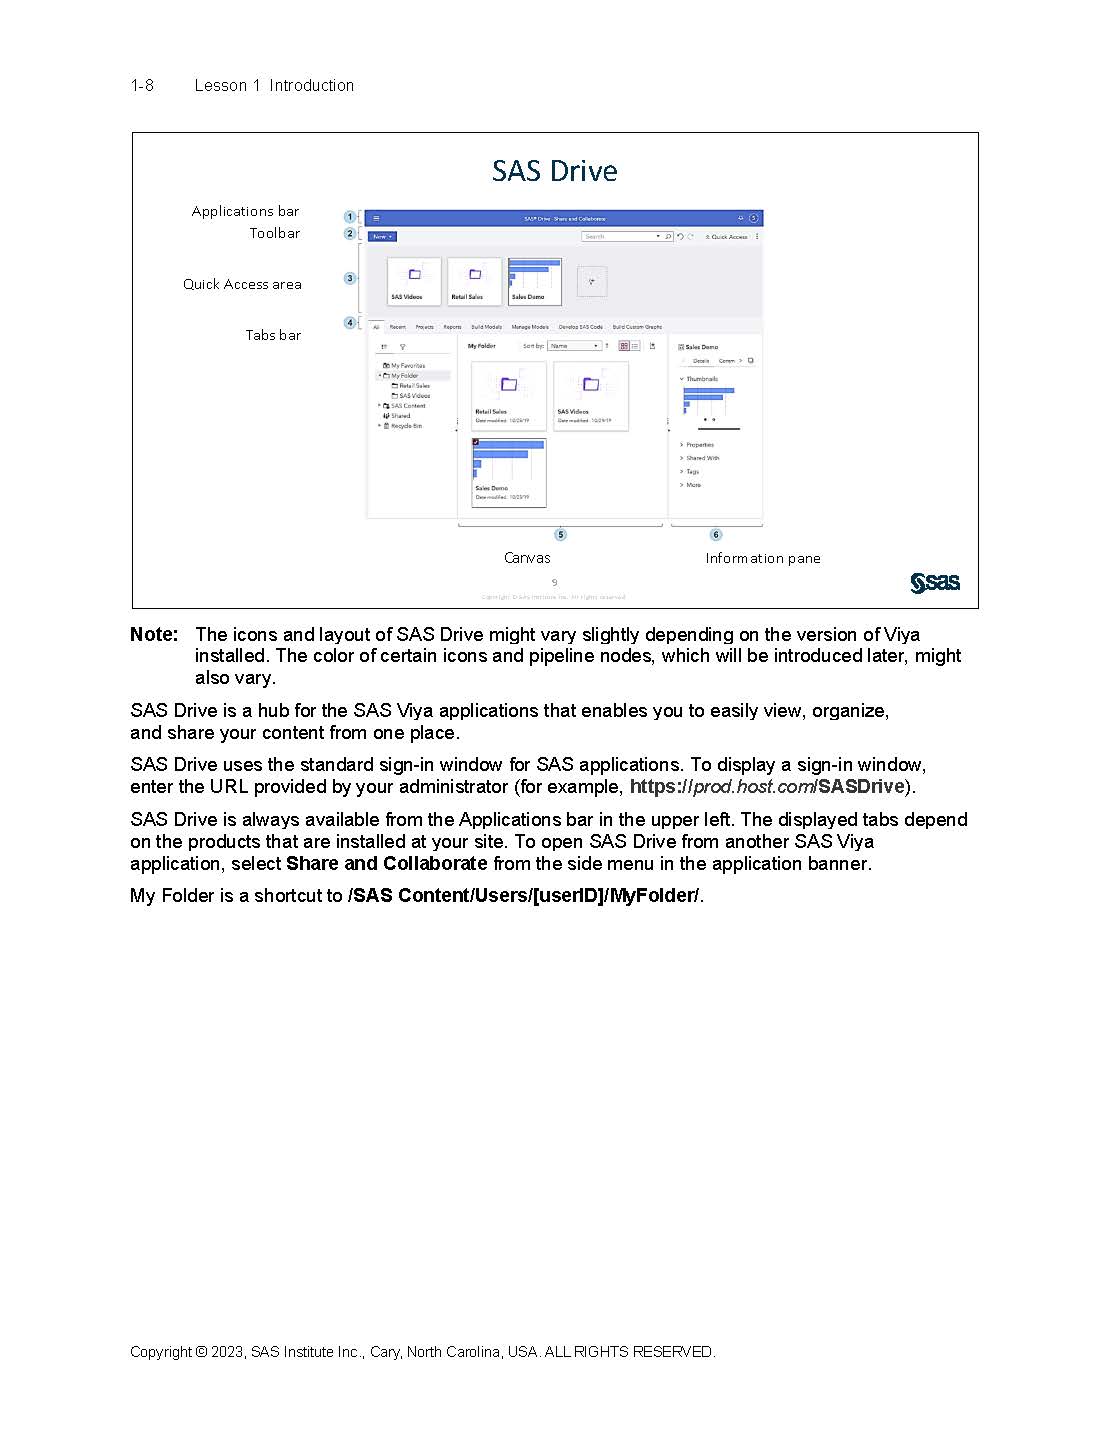 1-8 Lesson 1 Introduction
SAS Drive
Applications bar
Toolbar
Quick Access area
Tabs bar
1
SAS® Drive - Share and Collaborate
S
2
New
Search
Quick Access
3
SAS Videos
Retail Sales
Sales Demo
4
All Recent Projects Reports Build Models Manage Models Develop SAS Code Build Custom Graphs
My Favorites
My Folder
Retail Sales
SAS Videos
SAS Content
Shared
Recycle Bin
My Folder Sort by: Name
Retail Sales
Date modified: 10/23/19
SAS Videos
Date modified: 10/29/19
Sales Demo
Date modified: 10/23/19
Sales Demo
Details Comm
Thumbnails
Properties
Shared With
Tags
More
5
6
Canvas
Information pane
9
Copyright © SAS Institute Inc. All rights reserved.
sas
Note: The icons and layout of SAS Drive might vary slightly depending on the version of Viya
installed. The color of certain icons and pipeline nodes, which will be introduced later, might
also vary.
SAS Drive is a hub for the SAS Viya applications that enables you to easily view, organize,
and share your content from one place.
SAS Drive uses the standard sign-in window for SAS applications. To display a sign-in window,
enter the URL provided by your administrator (for example, https://prod.host.com/SASDrive).
SAS Drive is always available from the Applications bar in the upper left. The displayed tabs depend
on the products that are installed at your site. To open SAS Drive from another SAS Viya
application, select Share and Collaborate from the side menu in the application banner.
My Folder is a shortcut to /SAS Content/Users/[userID]/MyFolder/.
Copyright © 2023, SAS Institute Inc., Cary, North Carolina, USA. ALL RIGHTS RESERVED.